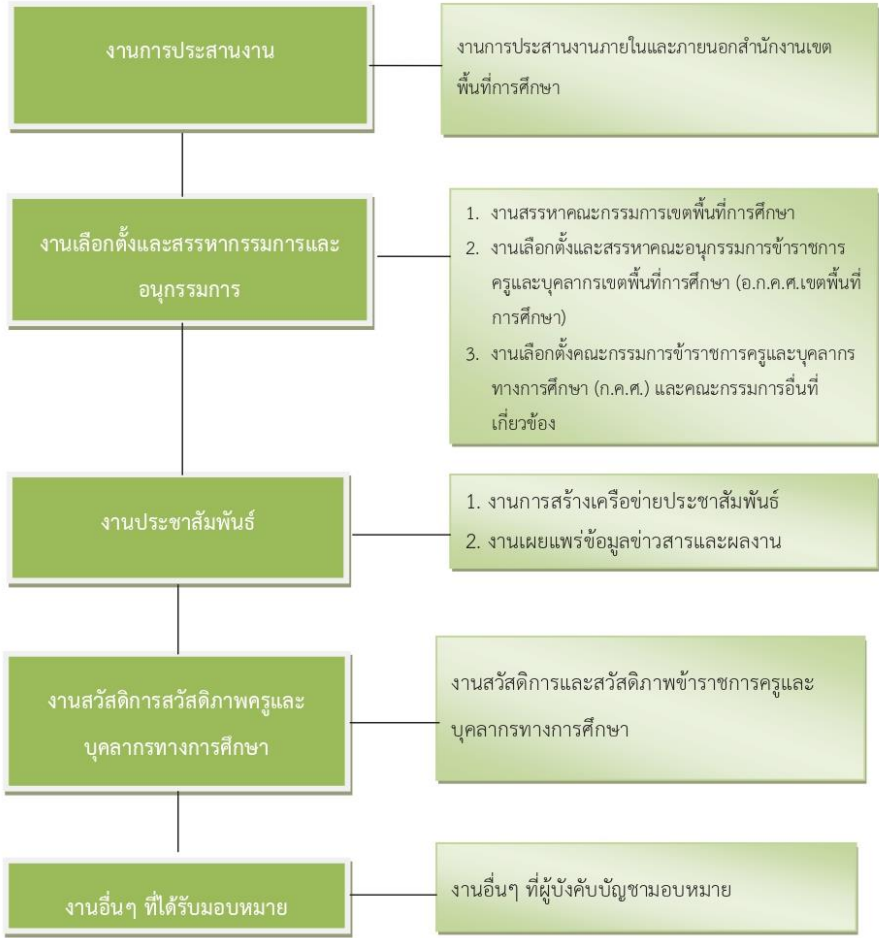 งานการประสานงาน
งานการประสานงานภายในและภายนอกสำนักงานเขต
พื้นที่การศึกษา
งานเลือกตั้งและสรรหากรรมการและ
อนุกรรมการ
1. งานสรรหาคณะกรรมการเขตพื้นที่การศึกษา
2. งานเลือกตั้งและสรรหาคณะอนุกรรมการข้าราชการ
ครูและบุคลากรเขตพื้นที่การศึกษา (อ.ก.ค.ศ.เขตพื้นที่
การศึกษา)
3. งานเลือกตั้งคณะกรรมการข้าราชการครูและบุคลากร
ทางการศึกษา (ก.ค.ศ.) และคณะกรรมการอื่นที่
เกี่ยวข้อง
งานประชาสัมพันธ์
1. งานการสร้างเครือข่ายประชาสัมพันธ์
2. งานเผยแพร่ข้อมูลข่าวสารและผลงาน
งานสวัสดิการสวัสดิภาพครูและ
บุคลากรทางการศึกษา
งานสวัสดิการและสวัสดิภาพข้าราชการครูและ
บุคลากรทางการศึกษา
งานอื่นๆ ที่ได้รับมอบหมาย
งานอื่นๆ ที่ผู้บังคับบัญชามอบหมาย